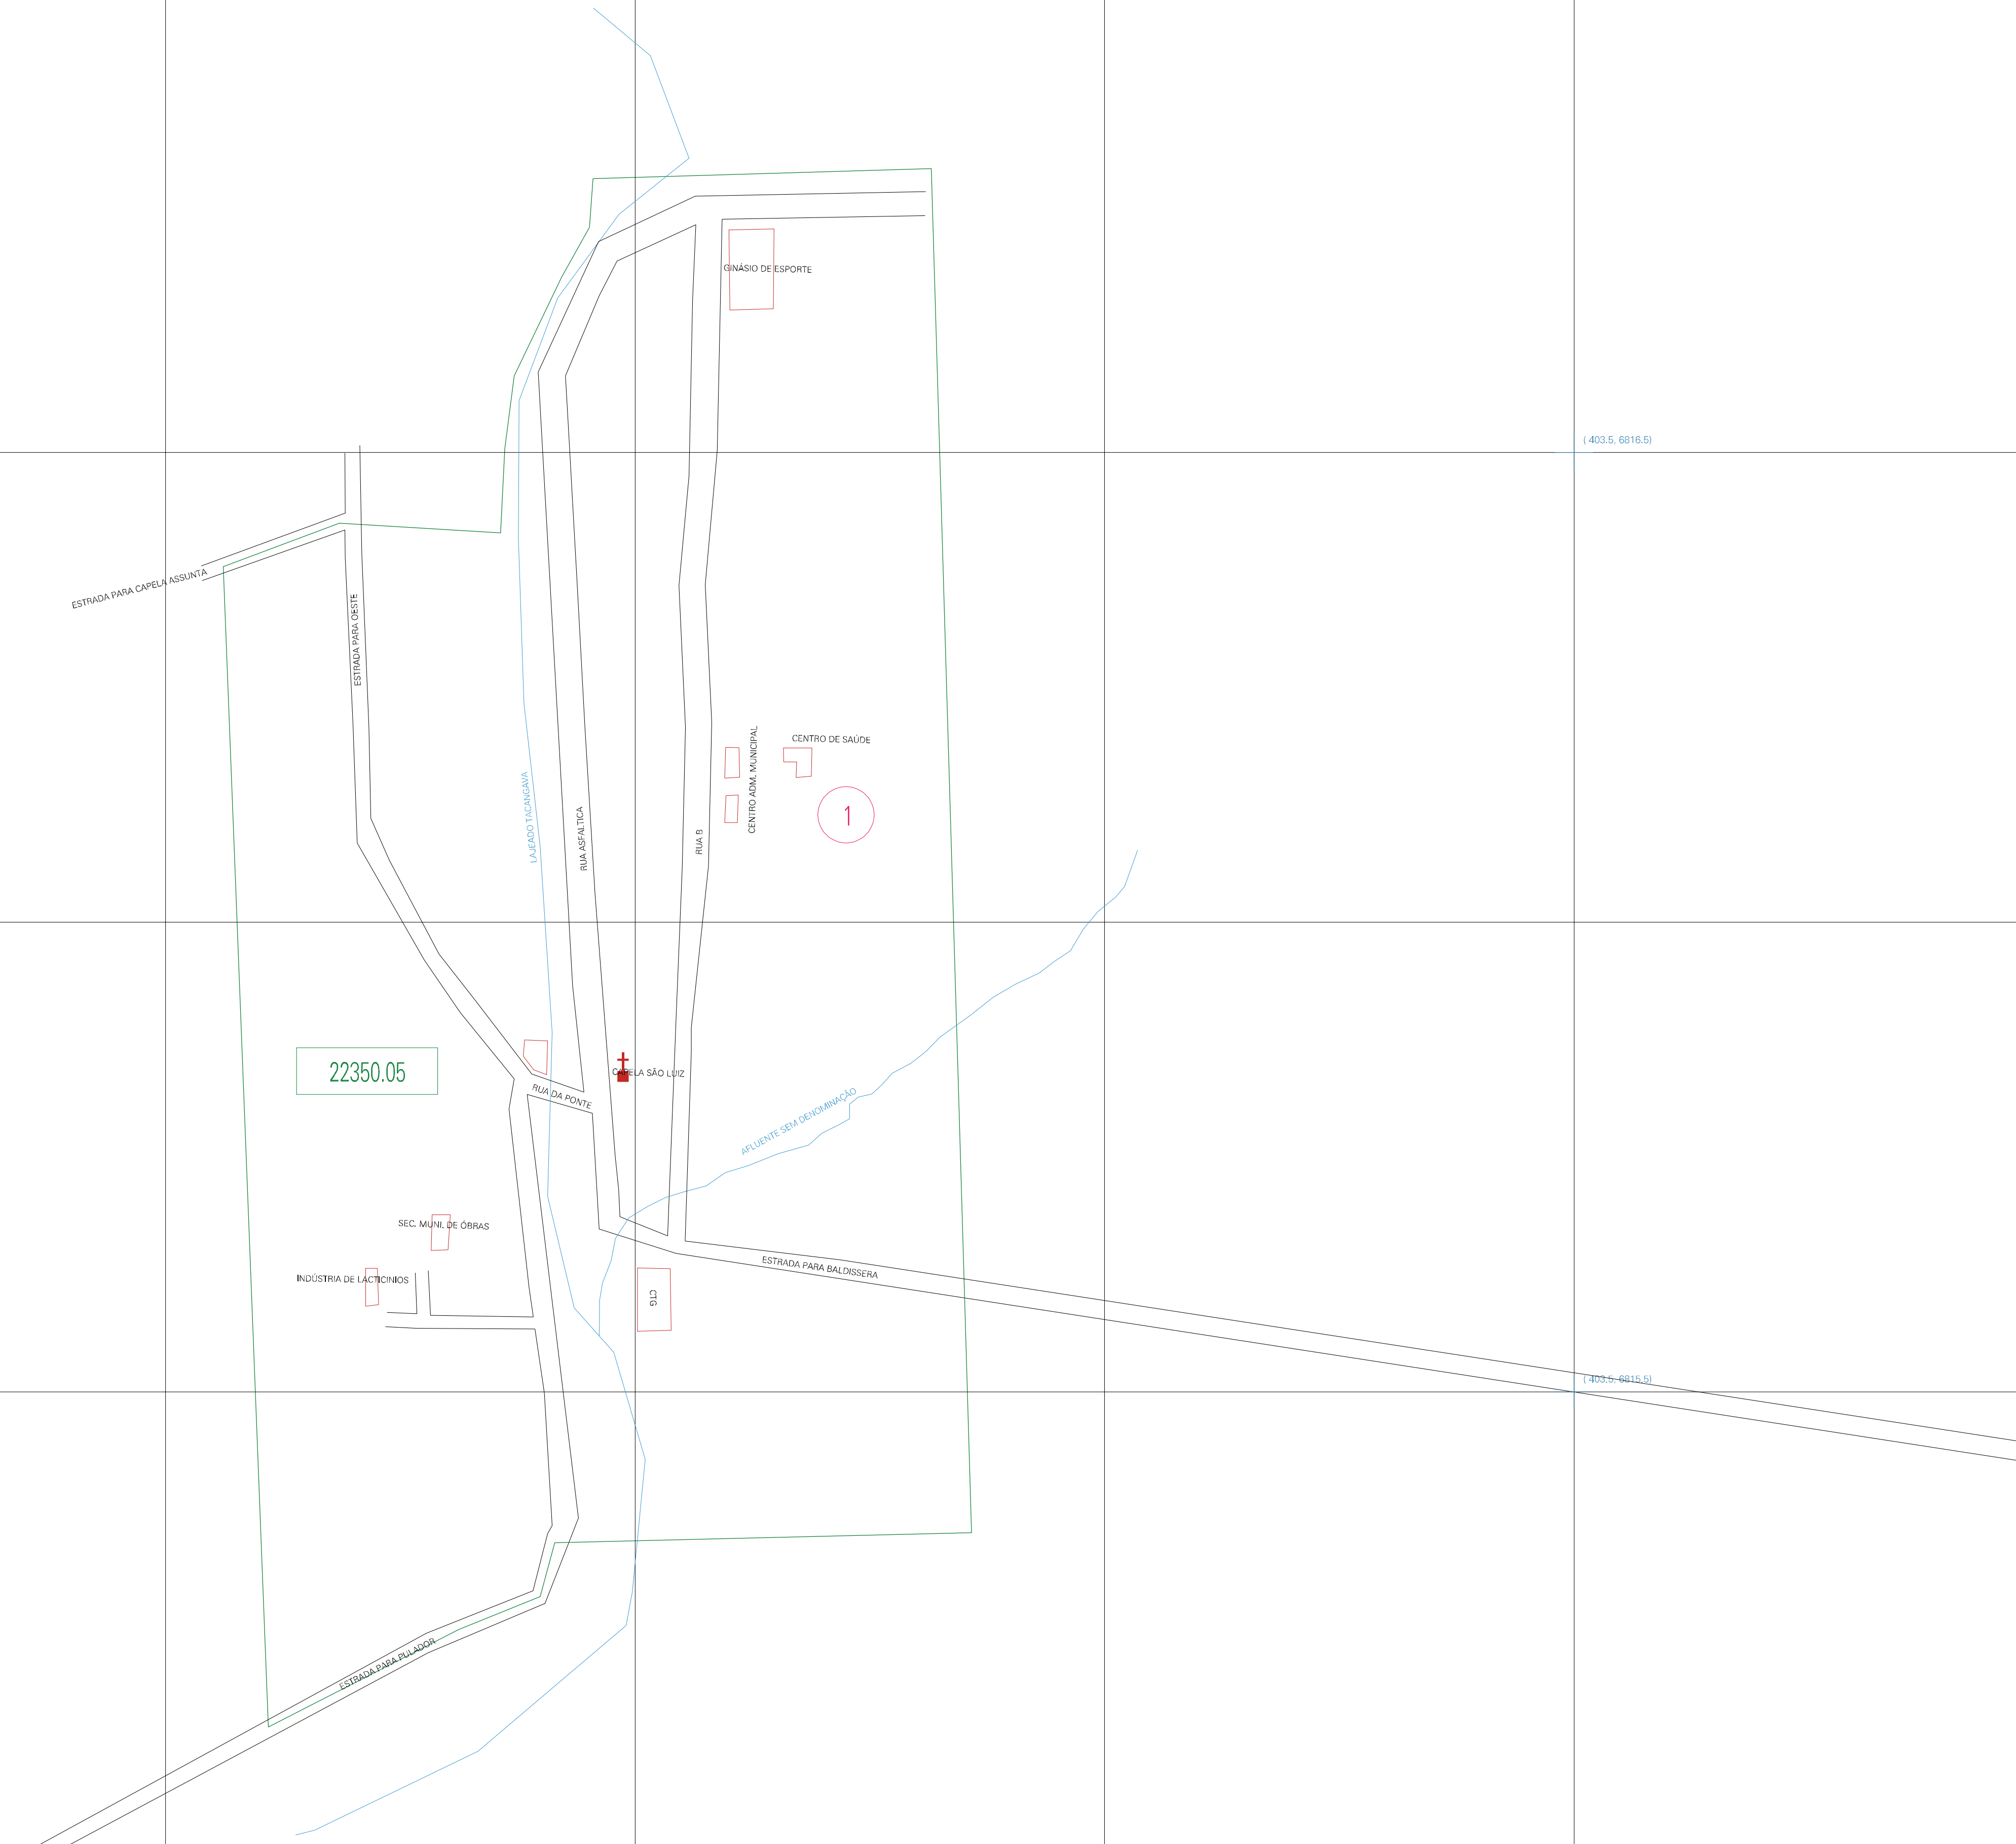 GINÁSIO DE ESPORTE
( 403.5, 6816.5)
ESTRADA PARA CAPELA ASSUNTA
ESTRADA PARA OESTE
CENTRO DE SAÚDE
CENTRO ADM. MUNICIPAL
LAJEADO TACANGAVA
RUA ASFALTICA
RUA B
1
22350.05
CAPELA SÃO LUIZ
RUA DA PONTE
AFLUENTE SEM DENOMINAÇÃO
SEC. MUNI. DE ÓBRAS
INDÚSTRIA DE LACTICINIOS
ESTRADA PARA BALDISSERA
CTG
( 403.5, 6815.5)
ESTRADA PARA PULADOR